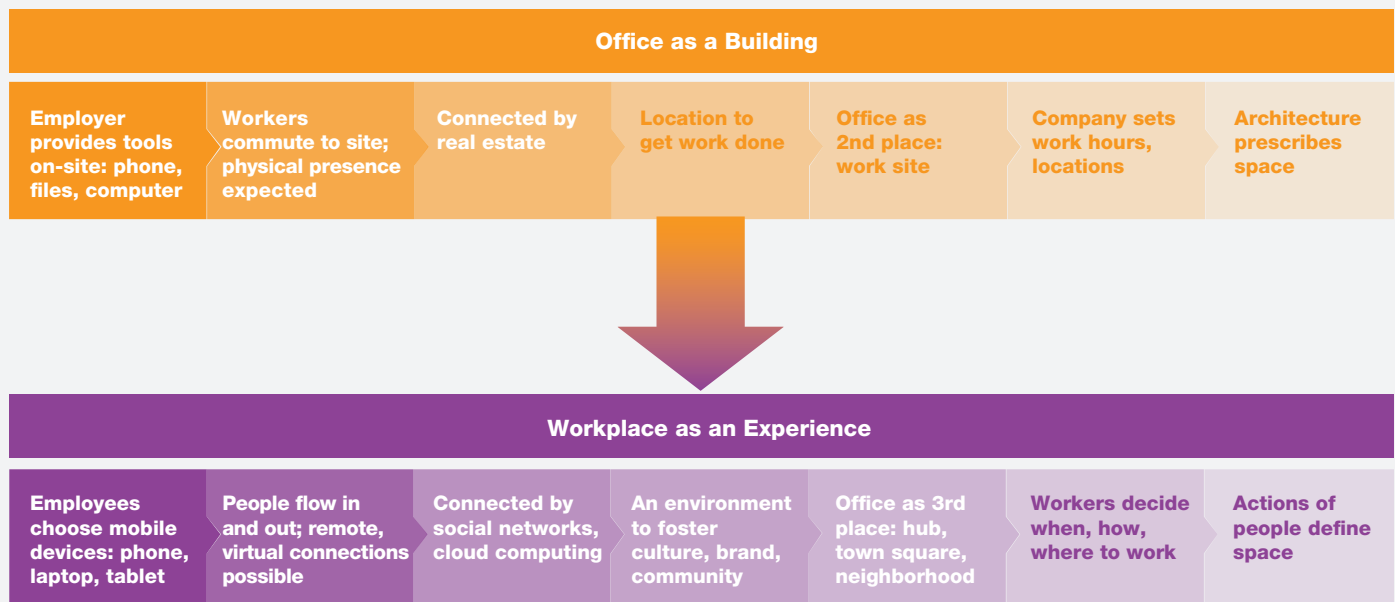 Office as a Building
Employer
provides tools
on-site: phone,
files, computer
Workers
commute to site;
physical presence
expected
Connected by
real estate
Location to
get work done
Office as
2nd place:
work site
Company sets
work hours,
locations
Architecture
prescribes
space
Workplace as an Experience
Employees
choose mobile
devices: phone,
laptop, tablet
People flow in
and out; remote,
virtual connections
possible
Connected by
social networks,
cloud computing
An environment
to foster
culture, brand,
community
Office as 3rd
place: hub,
town square,
neighborhood
Workers decide
when, how,
where to work
Actions of
people define
space